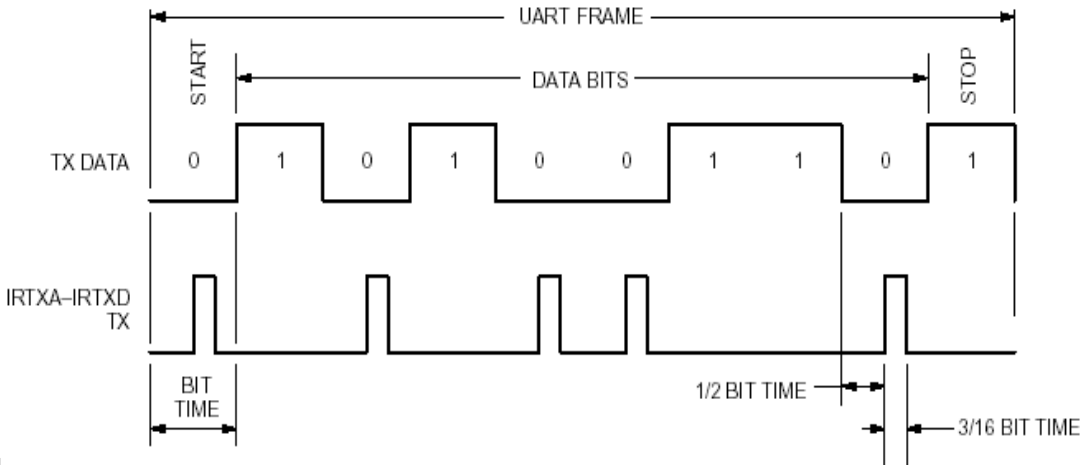 UART FRAME
START
DATA BITS
STOP
TX DATA
0 1 0 1 0 0 1 1 0 1
IRTXA–IRTXD
TX
BIT
TIME
1/2 BIT TIME
3/16 BIT TIME